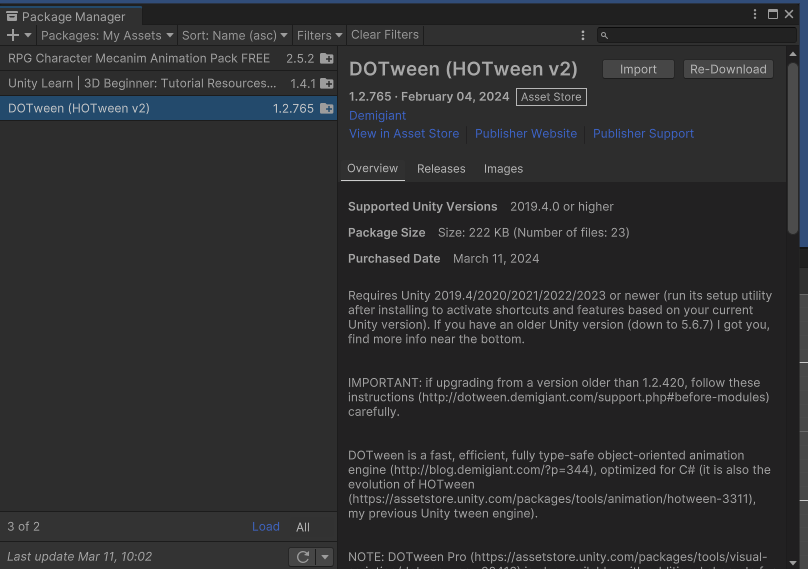 Package Manager
Packages: My Assets Sort: Name (asc) Filters Clear Filters
RPG Character Mecanim Animation Pack FREE 2.5.2
Unity Learn | 3D Beginner: Tutorial Resources... 1.4.1
DOTween (HOTween v2) 1.2.765
3 of 2 Load All
Last update Mar 11, 10:02
DOTween (HOTween v2) Import Re-Download
1.2.765 · February 04, 2024 Asset Store
Demigiant
View in Asset Store Publisher Website Publisher Support
Overview Releases Images
Supported Unity Versions 2019.4.0 or higher
Package Size Size: 222 KB (Number of files: 23)
Purchased Date March 11, 2024
Requires Unity 2019.4/2020/2021/2022/2023 or newer (run its setup utility
after installing to activate shortcuts and features based on your current
Unity version). If you have an older Unity version (down to 5.6.7) I got you,
find more info near the bottom.
IMPORTANT: if upgrading from a version older than 1.2.420, follow these
instructions (http://dotween.demigiant.com/support.php#before-modules)
carefully.
DOTween is a fast, efficient, fully type-safe object-oriented animation
engine (http://blog.demigiant.com/?p=344), optimized for C# (it is also the
evolution of HOTween
(https://assetstore.unity.com/packages/tools/animation/hotween-3311),
my previous Unity tween engine).
NOTE: DOTween Pro (https://assetstore.unity.com/packages/tools/visual-